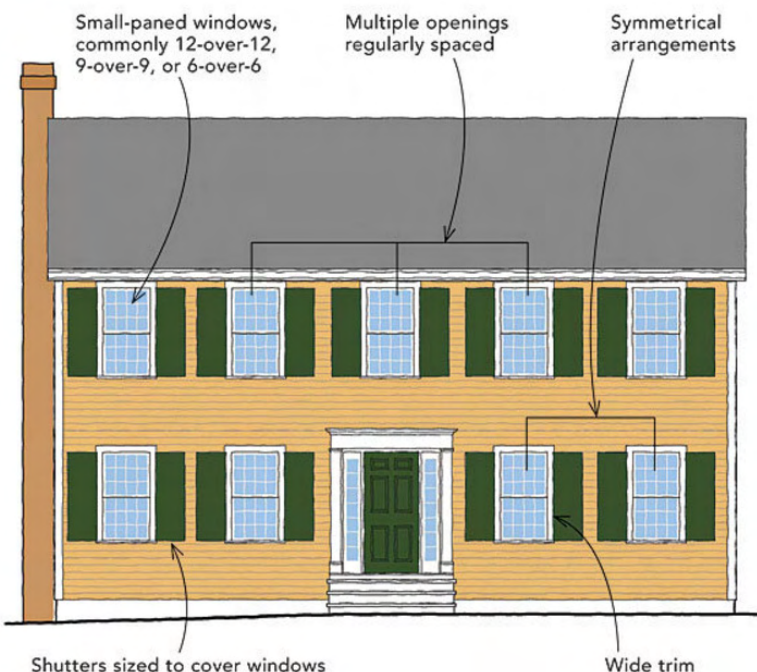 Small-paned windows,
commonly 12-over-12,
9-over-9, or 6-over-6
Multiple openings
regularly spaced
Symmetrical
arrangements
Shutters sized to cover windows
Wide trim